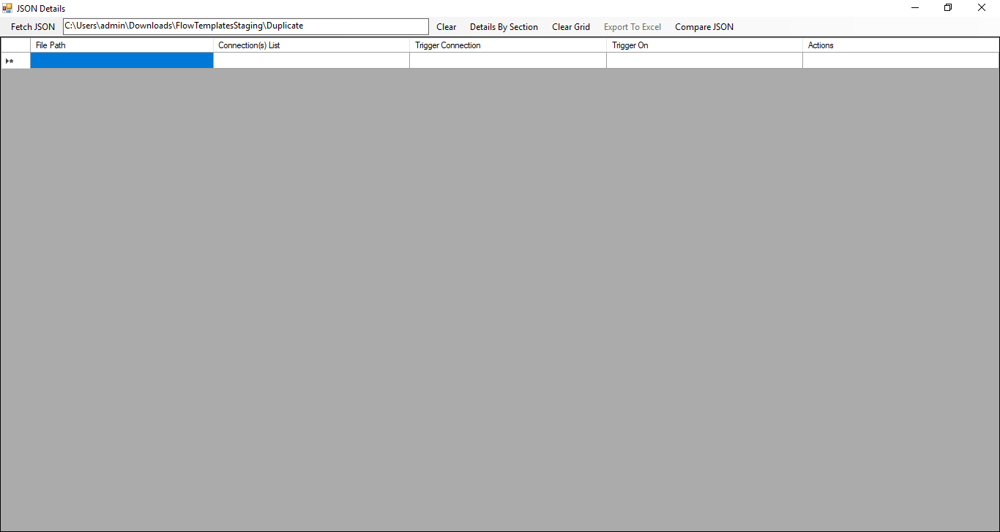 JSON Details
Fetch JSON C:\Users\admin\Downloads\FlowTemplatesStaging\Duplicate Clear Details By Section Clear Grid Export To Excel Compare JSON
File Path Connection(s) List Trigger Connection Trigger On Actions